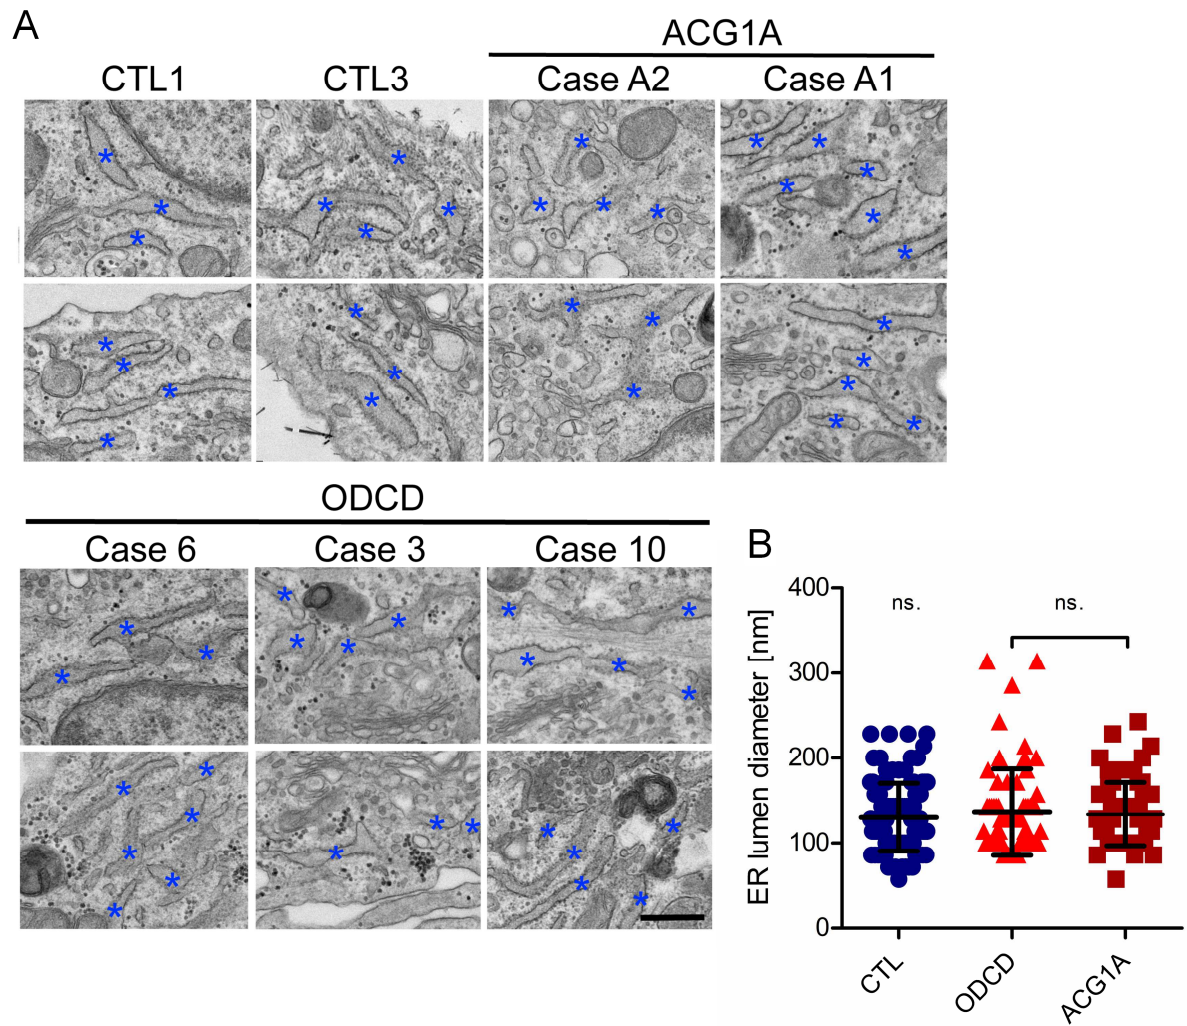 A
ACG1A
CTL1 CTL3 Case A2 Case A1
ODCD
Case 6 Case 3 Case 10
B
ER lumen diameter [nm]
400
300
200
100
0
ns. ns.
CTL ODCD ACG1A